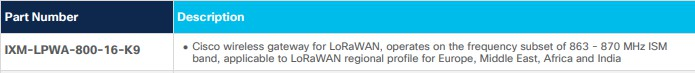 Part Number Description
IXM-LPWA-800-16-K9
• Cisco wireless gateway for LoRaWAN, operates on the frequency subset of 863 – 870 MHz ISM
band, applicable to LoRaWAN regional profile for Europe, Middle East, Africa and India